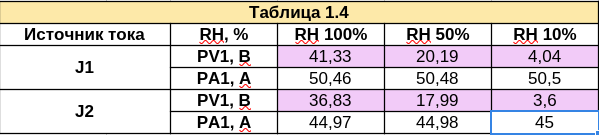 Таблица 1.4
Источник тока RH, % RH 100% RH 50% RH 10%
J1 PV1, В 41,33 20,19 4,04
PA1, А 50,46 50,48 50,5
J2 PV1, В 36,83 17,99 3,6
PA1, А 44,97 44,98 45